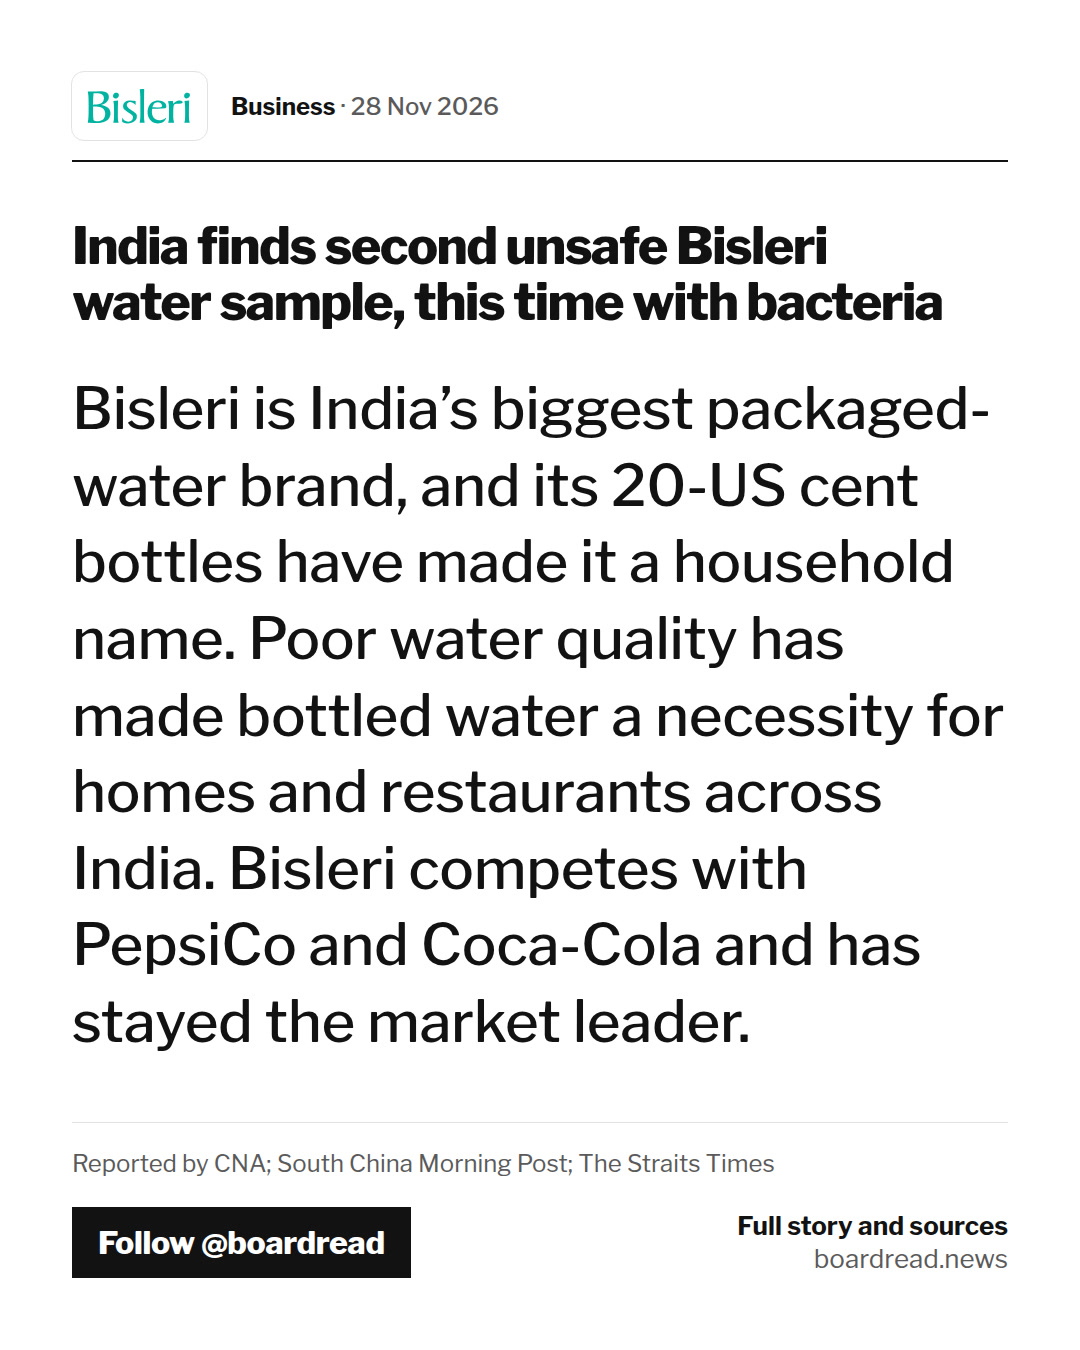 Bisleri
Business · 28 Nov 2026
India finds second unsafe Bisleri
water sample, this time with bacteria
Bisleri is India’s biggest packaged-
water brand, and its 20-US cent
bottles have made it a household
name. Poor water quality has
made bottled water a necessity for
homes and restaurants across
India. Bisleri competes with
PepsiCo and Coca-Cola and has
stayed the market leader.
Reported by CNA; South China Morning Post; The Straits Times
Follow @boardread
Full story and sources
boardread.news